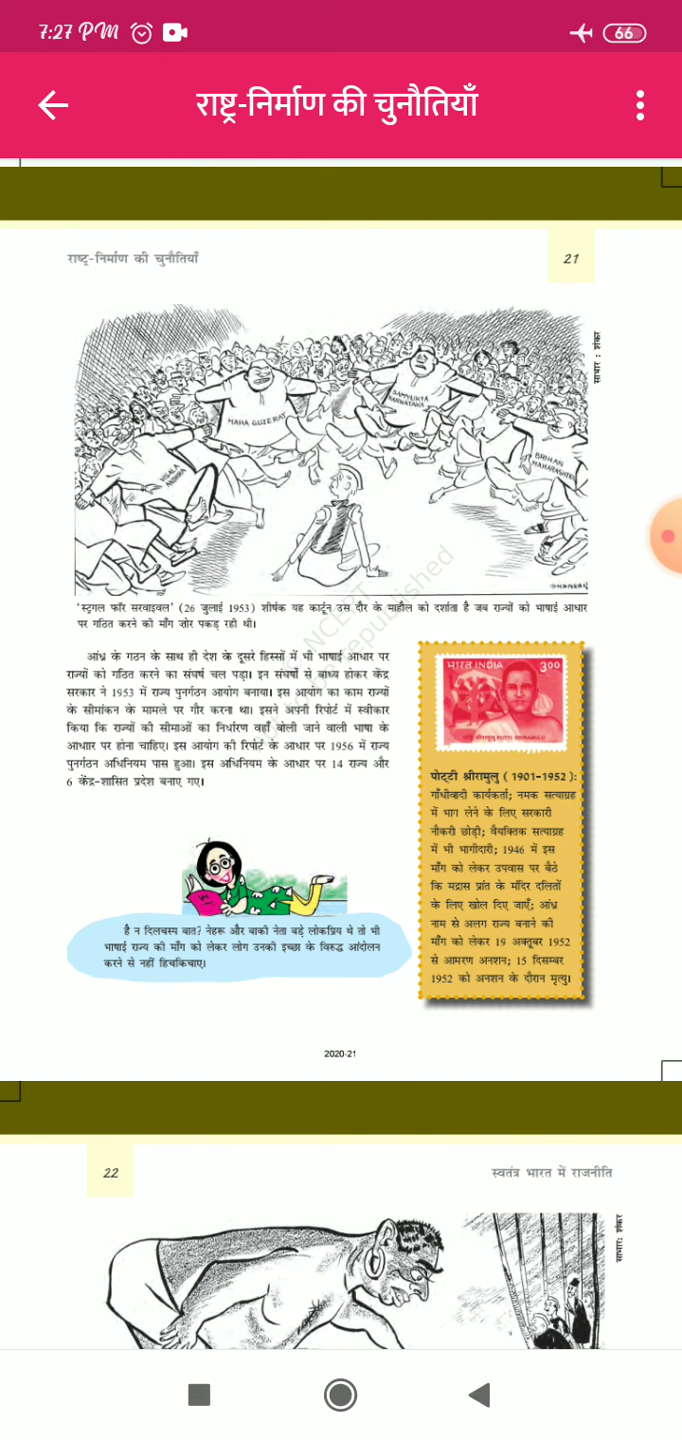 7:27 PM
66
राष्ट्र-निर्माण की चुनौतियाँ
राष्ट्र-निर्माण की चुनौतियाँ
21
साभार : शंकर
MAHA GUJERAT
SAMYUKTA
KARNATAKA
BRIHAN
MAHARASHTRA
SHANKAR
'स्ट्रगल फॉर सरवाइवल' (26 जुलाई 1953) शीर्षक यह कार्टून उस दौर के माहौल को दर्शाता है जब राज्यों को भाषाई आधार
पर गठित करने की माँग ज़ोर पकड़ रही थी।
आंध्र के गठन के साथ ही देश के दूसरे हिस्सों में भी भाषाई आधार पर
राज्यों को गठित करने का संघर्ष चल पड़ा। इन संघर्षों से बाध्य होकर केंद्र
सरकार ने 1953 में राज्य पुनर्गठन आयोग बनाया। इस आयोग का काम राज्यों
के सीमांकन के मामले पर गौर करना था। इसने अपनी रिपोर्ट में स्वीकार
किया कि राज्यों की सीमाओं का निर्धारण वहाँ बोली जाने वाली भाषा के
आधाार पर होना चाहिए। इस आयोग की रिपोर्ट के आधार पर 1956 में राज्य
पुनर्गठन अधिनियम पास हुआ। इस अधिनियम के आधार पर 14 राज्य और
6 केंद्र-शासित प्रदेश बनाए गए।
भारत INDIA
3.00
पोट्टी श्रीरामुलु (1901-1952):
गाँधीवादी कार्यकर्ता; नमक सत्याग्रह
में भाग लेने के लिए सरकारी
नौकरी छोड़ी; वैयक्तिक सत्याग्रह
में भी भागीदारी; 1946 में इस
माँग को लेकर उपवास पर बैठे
कि मद्रास प्रांत के मंदिर दलितों
के लिए खोल दिए जाएँ; आंध्र
नाम से अलग राज्य बनाने की
माँग को लेकर 19 अक्तूबर 1952
से आमरण अनशन; 15 दिसम्बर
1952 को अनशन के दौरान मृत्यु।
है न दिलचस्प बात? नेहरू और बाकी नेता बड़े लोकप्रिय थे तो भी
भाषाई राज्य की माँग को लेकर लोग उनकी इच्छा के विरुद्ध आंदोलन
करने से नहीं हिचकिचाए।
2020-21
22
स्वतंत्र भारत में राजनीति
साभार: शंकर